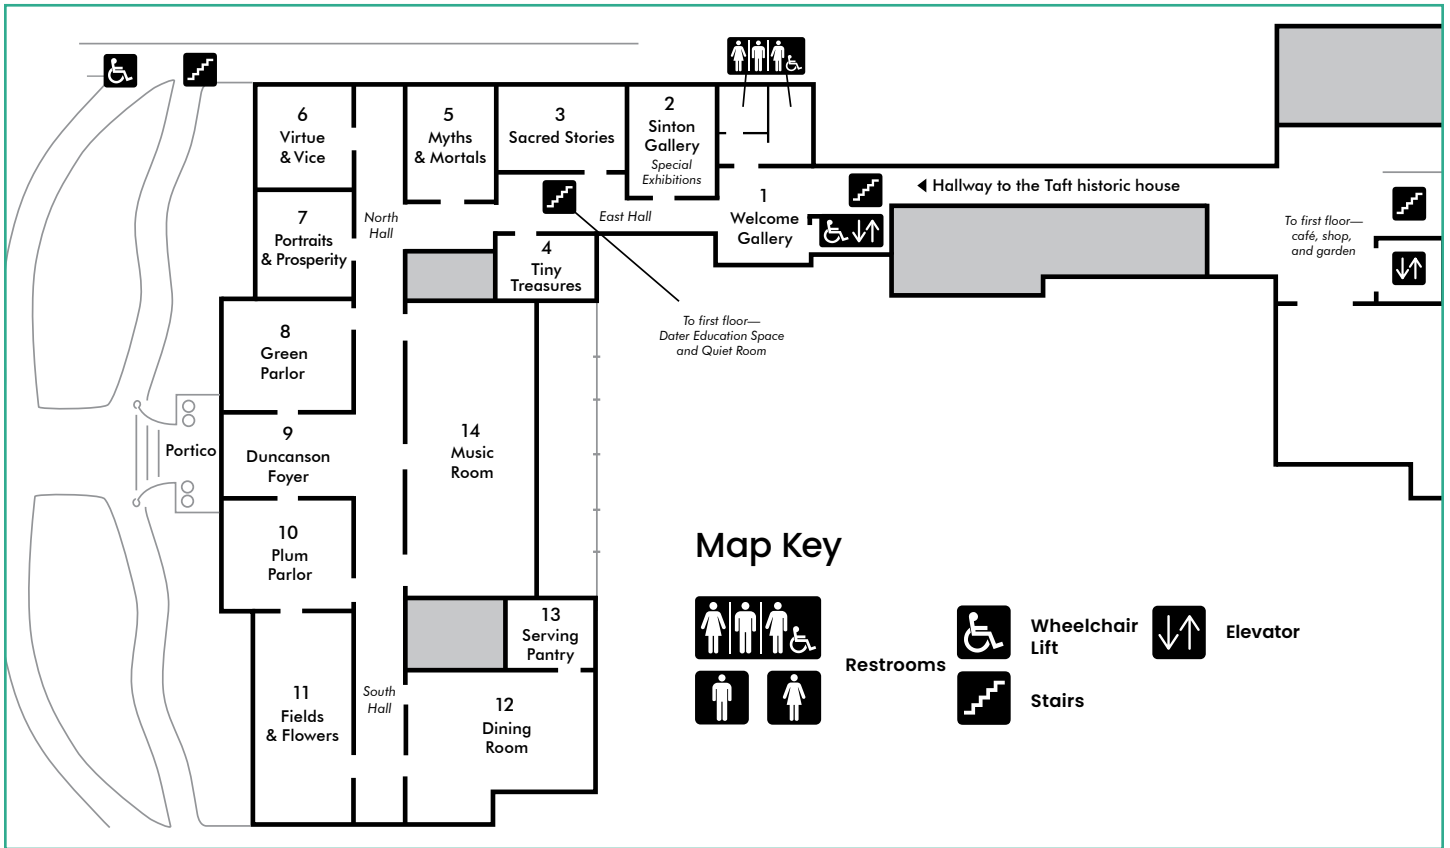 6
Virtue
& Vice
5
Myths
& Mortals
3
Sacred Stories
2
Sinton
Gallery
Special
Exhibitions
1
Welcome
Gallery
Hallway to the Taft historic house
To first floor—
café, shop,
and garden
7
Portraits
& Prosperity
North
Hall
East Hall
4
Tiny
Treasures
To first floor—
Dater Education Space
and Quiet Room
8
Green
Parlor
9
Duncanson
Foyer
Portico
14
Music
Room
10
Plum
Parlor
13
Serving
Pantry
11
Fields
& Flowers
South
Hall
12
Dining
Room
Map Key
Restrooms
Wheelchair
Lift
Elevator
Stairs